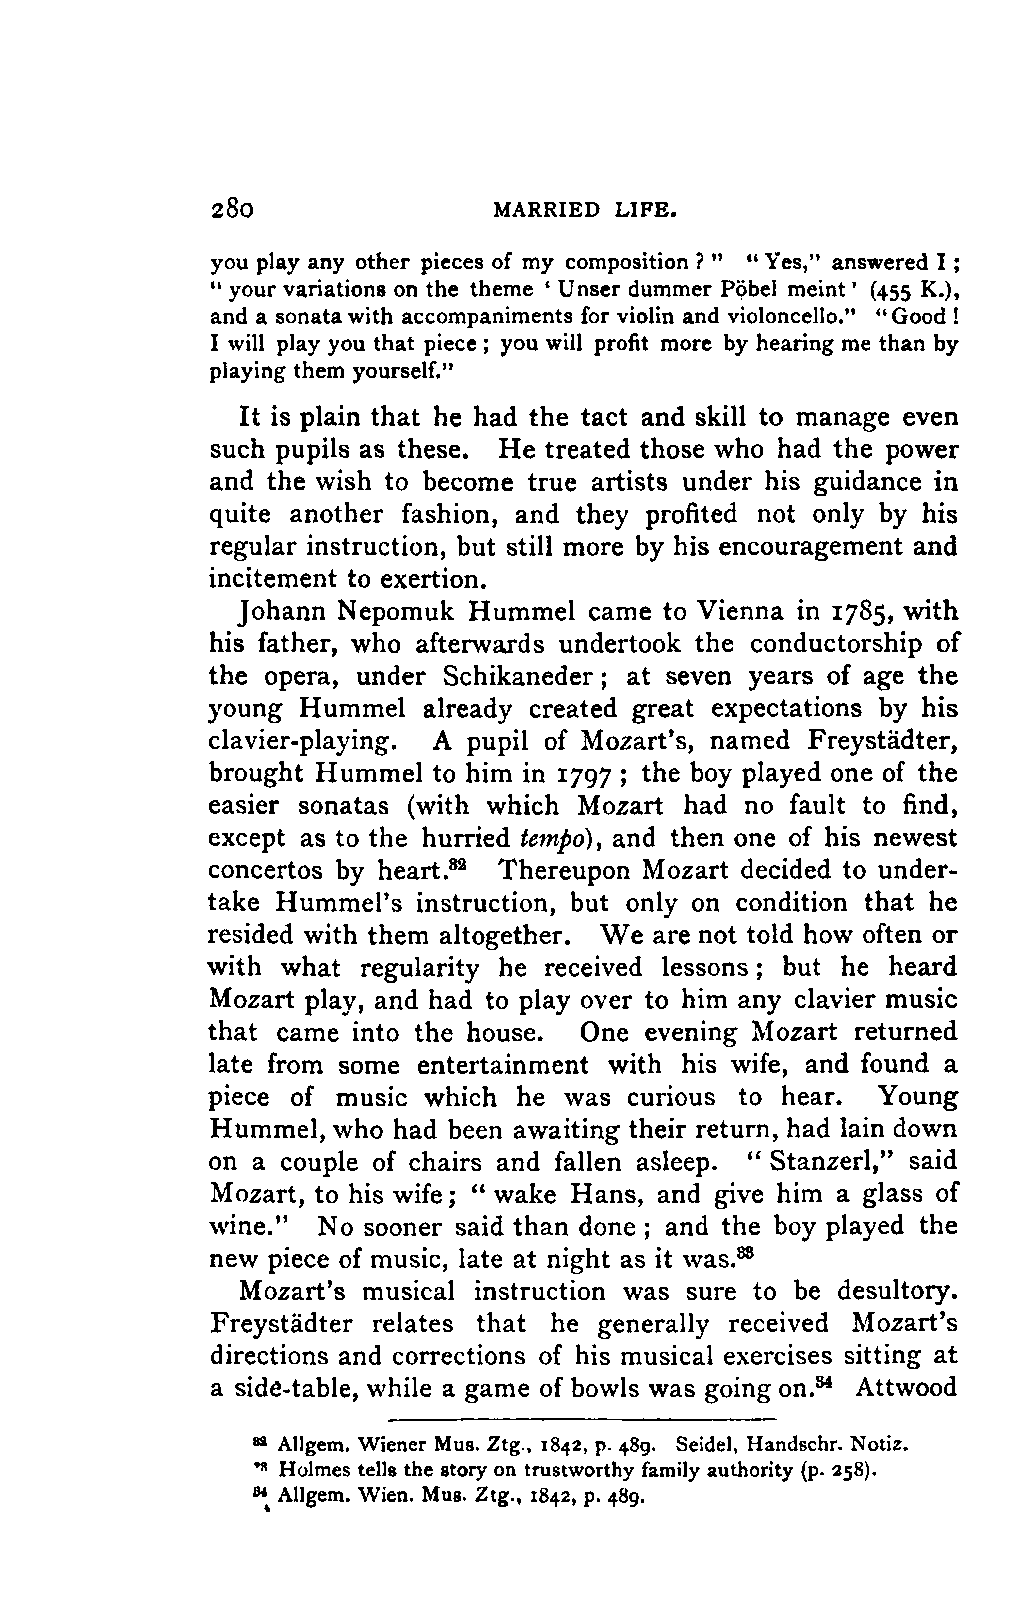 280 MARRIED LIFE.
you play any other pieces of my composition ? " " Yes," answered I ;
" your variations on the theme ' Unser dummer Pöbel meint' (455 K.),
and a sonata with accompaniments for violin and violoncello." "Good !
I will play you that piece ; you will profit more by hearing me than by
playing them yourself."
It is plain that he had the tact and skill to manage even
such pupils as these. He treated those who had the power
and the wish to become true artists under his guidance in
quite another fashion, and they profited not only by his
regular instruction, but still more by his encouragement and
incitement to exertion.
Johann Nepomuk Hummel came to Vienna in 1785, with
his father, who afterwards undertook the conductorship of
the opera, under Schikaneder ; at seven years of age the
young Hummel already created great expectations by his
clavier-playing. A pupil of Mozart's, named Freystädter,
brought Hummel to him in 1797 ; the boy played one of the
easier sonatas (with which Mozart had no fault to find,
except as to the hurried tempo), and then one of his newest
concertos by heart.⁸² Thereupon Mozart decided to under-
take Hummel's instruction, but only on condition that he
resided with them altogether. We are not told how often or
with what regularity he received lessons ; but he heard
Mozart play, and had to play over to him any clavier music
that came into the house. One evening Mozart returned
late from some entertainment with his wife, and found a
piece of music which he was curious to hear. Young
Hummel, who had been awaiting their return, had lain down
on a couple of chairs and fallen asleep. " Stanzerl," said
Mozart, to his wife ; " wake Hans, and give him a glass of
wine." No sooner said than done ; and the boy played the
new piece of music, late at night as it was.⁸³
Mozart's musical instruction was sure to be desultory.
Freystädter relates that he generally received Mozart's
directions and corrections of his musical exercises sitting at
a side-table, while a game of bowls was going on.⁸⁴ Attwood
⁸² Allgem. Wiener Mus. Ztg., 1842, p. 489. Seidel, Handschr. Notiz.
⁸³ Holmes tells the story on trustworthy family authority (p. 258).
⁸⁴ Allgem. Wien. Mus. Ztg., 1842, p. 489.